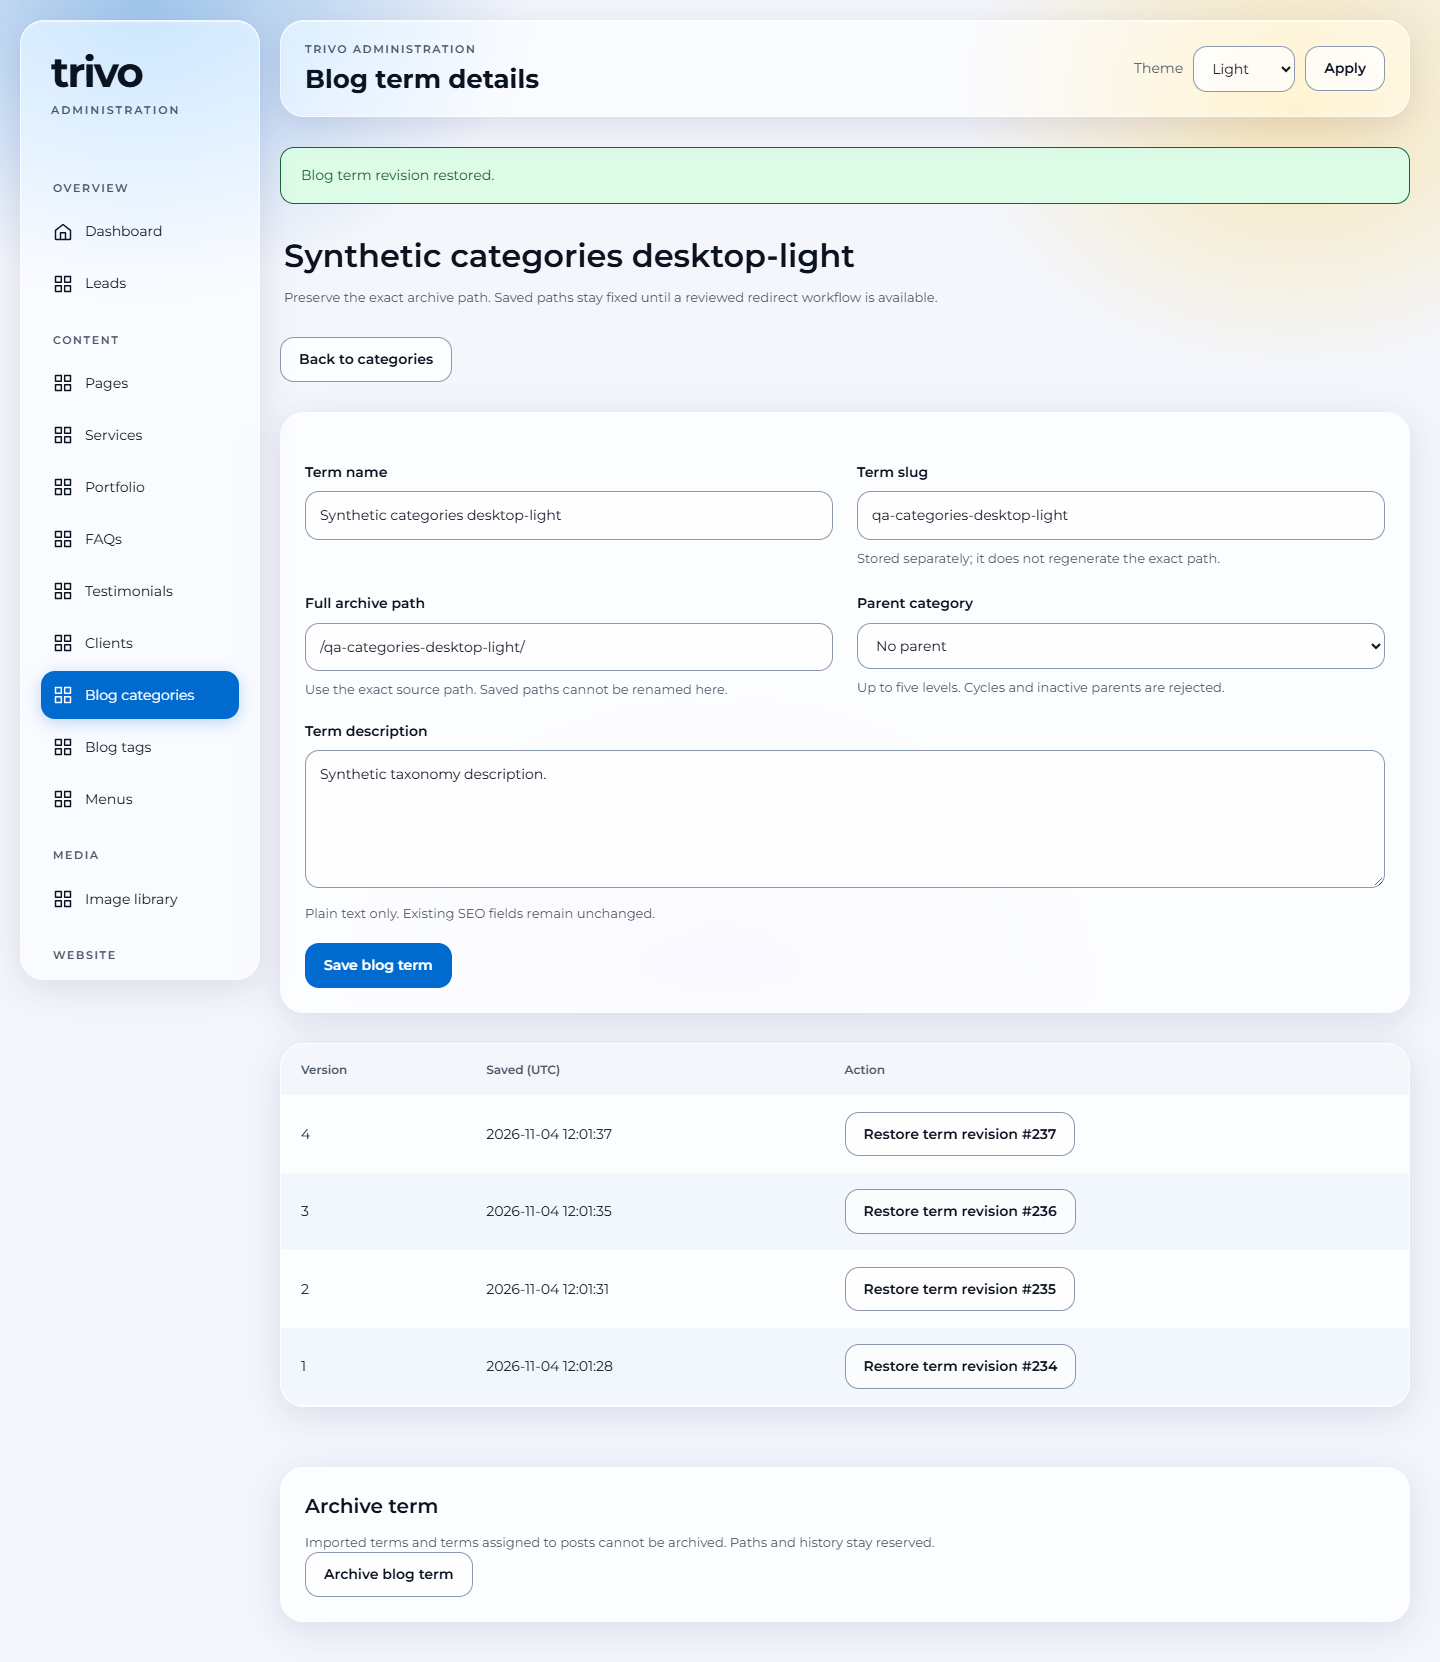 trivo
ADMINISTRATION
OVERVIEW
Dashboard
Leads
CONTENT
Pages
Services
Portfolio
FAQs
Testimonials
Clients
Blog categories
Blog tags
Menus
MEDIA
Image library
WEBSITE
TRIVO ADMINISTRATION
Blog term details
Theme
Light
Apply
Blog term revision restored.
Synthetic categories desktop-light
Preserve the exact archive path. Saved paths stay fixed until a reviewed redirect workflow is available.
Back to categories
Term name
Synthetic categories desktop-light
Term slug
qa-categories-desktop-light
Stored separately; it does not regenerate the exact path.
Full archive path
/qa-categories-desktop-light/
Use the exact source path. Saved paths cannot be renamed here.
Parent category
No parent
Up to five levels. Cycles and inactive parents are rejected.
Term description
Synthetic taxonomy description.
Plain text only. Existing SEO fields remain unchanged.
Save blog term
Version Saved (UTC) Action
4 2026-11-04 12:01:37 Restore term revision #237
3 2026-11-04 12:01:35 Restore term revision #236
2 2026-11-04 12:01:31 Restore term revision #235
1 2026-11-04 12:01:28 Restore term revision #234
Archive term
Imported terms and terms assigned to posts cannot be archived. Paths and history stay reserved.
Archive blog term